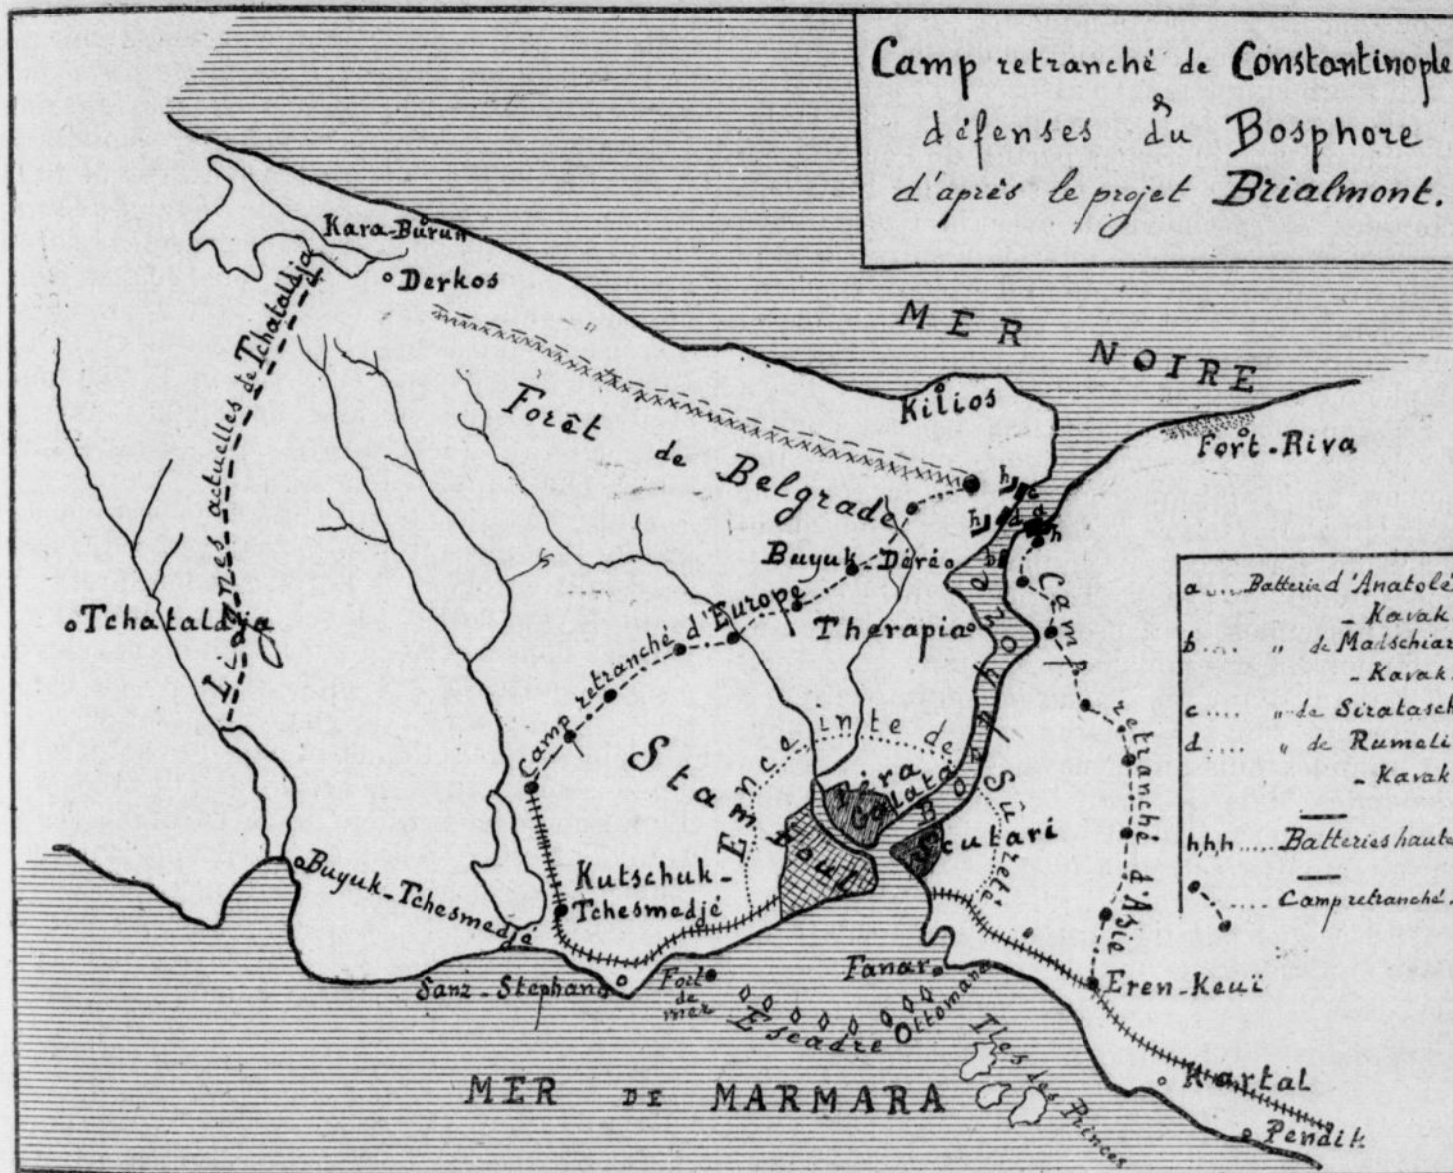 Camp retranché de Constantinople
& défenses du Bosphore
d'après le projet Brialmont.
Kara-Burun
Derkos
MER NOIRE
Kilios
Fort-Riva
Lignes actuelles de Tchataldja
Forêt de Belgrade
h
c
a
h
d
h
b
Buyuk-Déré
Tchataldja
Therapia
Camp retranché d'Europe
Camp retranché d'Asie
Bosphore
Stamboul
Enceinte de Sûreté
Péra
Galata
Scutari
Buyuk-Tchesmedjé
Kutschuk-
Tchesmedjé
Sanz-Stephano
Fort
de
mer
Fanar
Escadre Ottomane
Eren-Keuï
Iles des Princes
MER DE MARMARA
Kartal
Pendik
a.... Batterie d'Anatolé
- Kavak
b.... " de Madschiar
- Kavak.
c.... " de Siratasch
d.... " de Rumeli
- Kavak
h,h,h.... Batteries haute
.... Camp retranché.